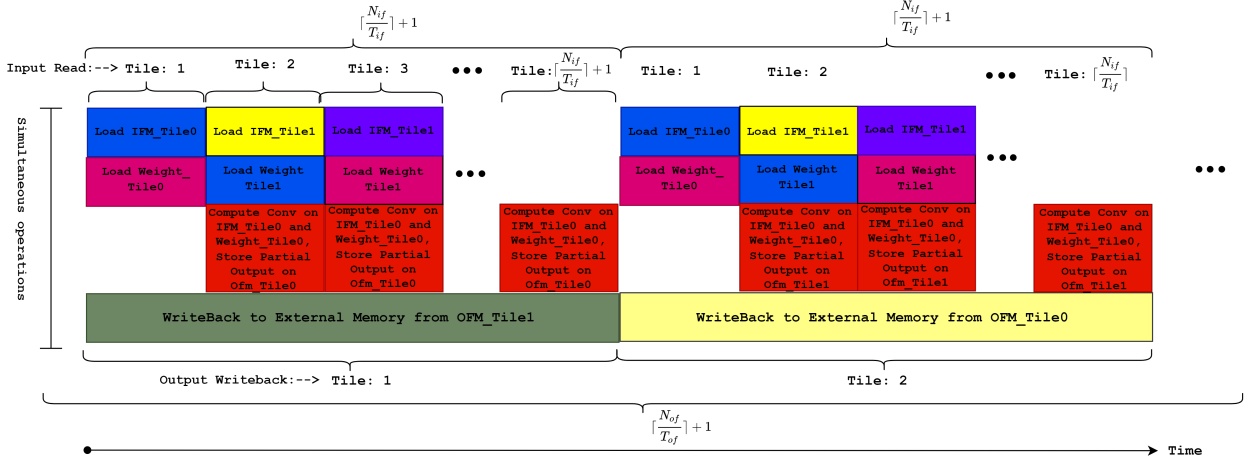 ⌈N_if/T_if⌉ + 1
⌈N_if/T_if⌉ + 1
Input Read:--> Tile: 1
Tile: 2
Tile: 3
•••
Tile:⌈N_if/T_if⌉ + 1
Tile: 1
Tile: 2
•••
Tile: ⌈N_if/T_if⌉
Simultaneous operations
Load IFM_Tile0
Load IFM_Tile1
Load IFM_Tile1
Load IFM_Tile0
Load IFM_Tile1
Load IFM_Tile1
Load Weight_
Tile0
Load Weight
Tile1
Load Weight
Tile1
•••
Load Weight_
Tile0
Load Weight
Tile1
Load Weight
Tile1
•••
•••
Compute Conv on
IFM_Tile0 and
Weight_Tile0,
Store Partial
Output on
Ofm_Tile0
Compute Conv on
IFM_Tile0 and
Weight_Tile0,
Store Partial
Output on
Ofm_Tile0
Compute Conv on
IFM_Tile0 and
Weight_Tile0,
Store Partial
Output on
Ofm_Tile0
Compute Conv on
IFM_Tile0 and
Weight_Tile0,
Store Partial
Output on
Ofm_Tile1
Compute Conv on
IFM_Tile0 and
Weight_Tile0,
Store Partial
Output on
Ofm_Tile1
Compute Conv on
IFM_Tile0 and
Weight_Tile0,
Store Partial
Output on
Ofm_Tile1
WriteBack to External Memory from OFM_Tile1
WriteBack to External Memory from OFM_Tile0
Output Writeback:--> Tile: 1
Tile: 2
⌈N_of/T_of⌉ + 1
Time